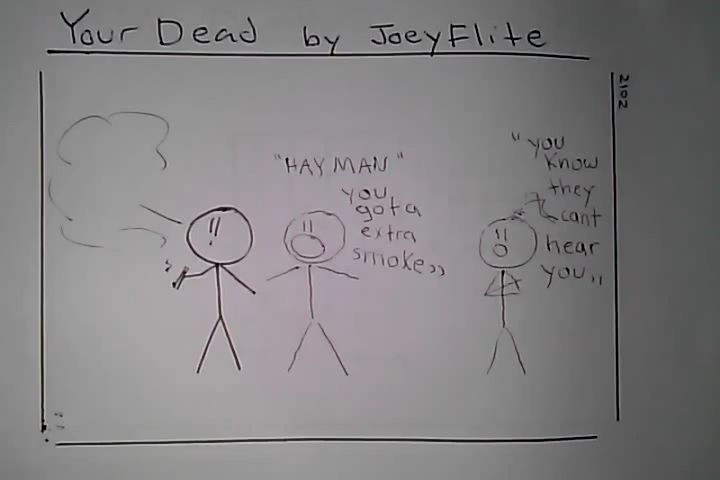 Your Dead by JoeyFlite
2102
"HAY MAN"
you
got a
extra
smoke,,
"you
know
they
cant
hear
you,,